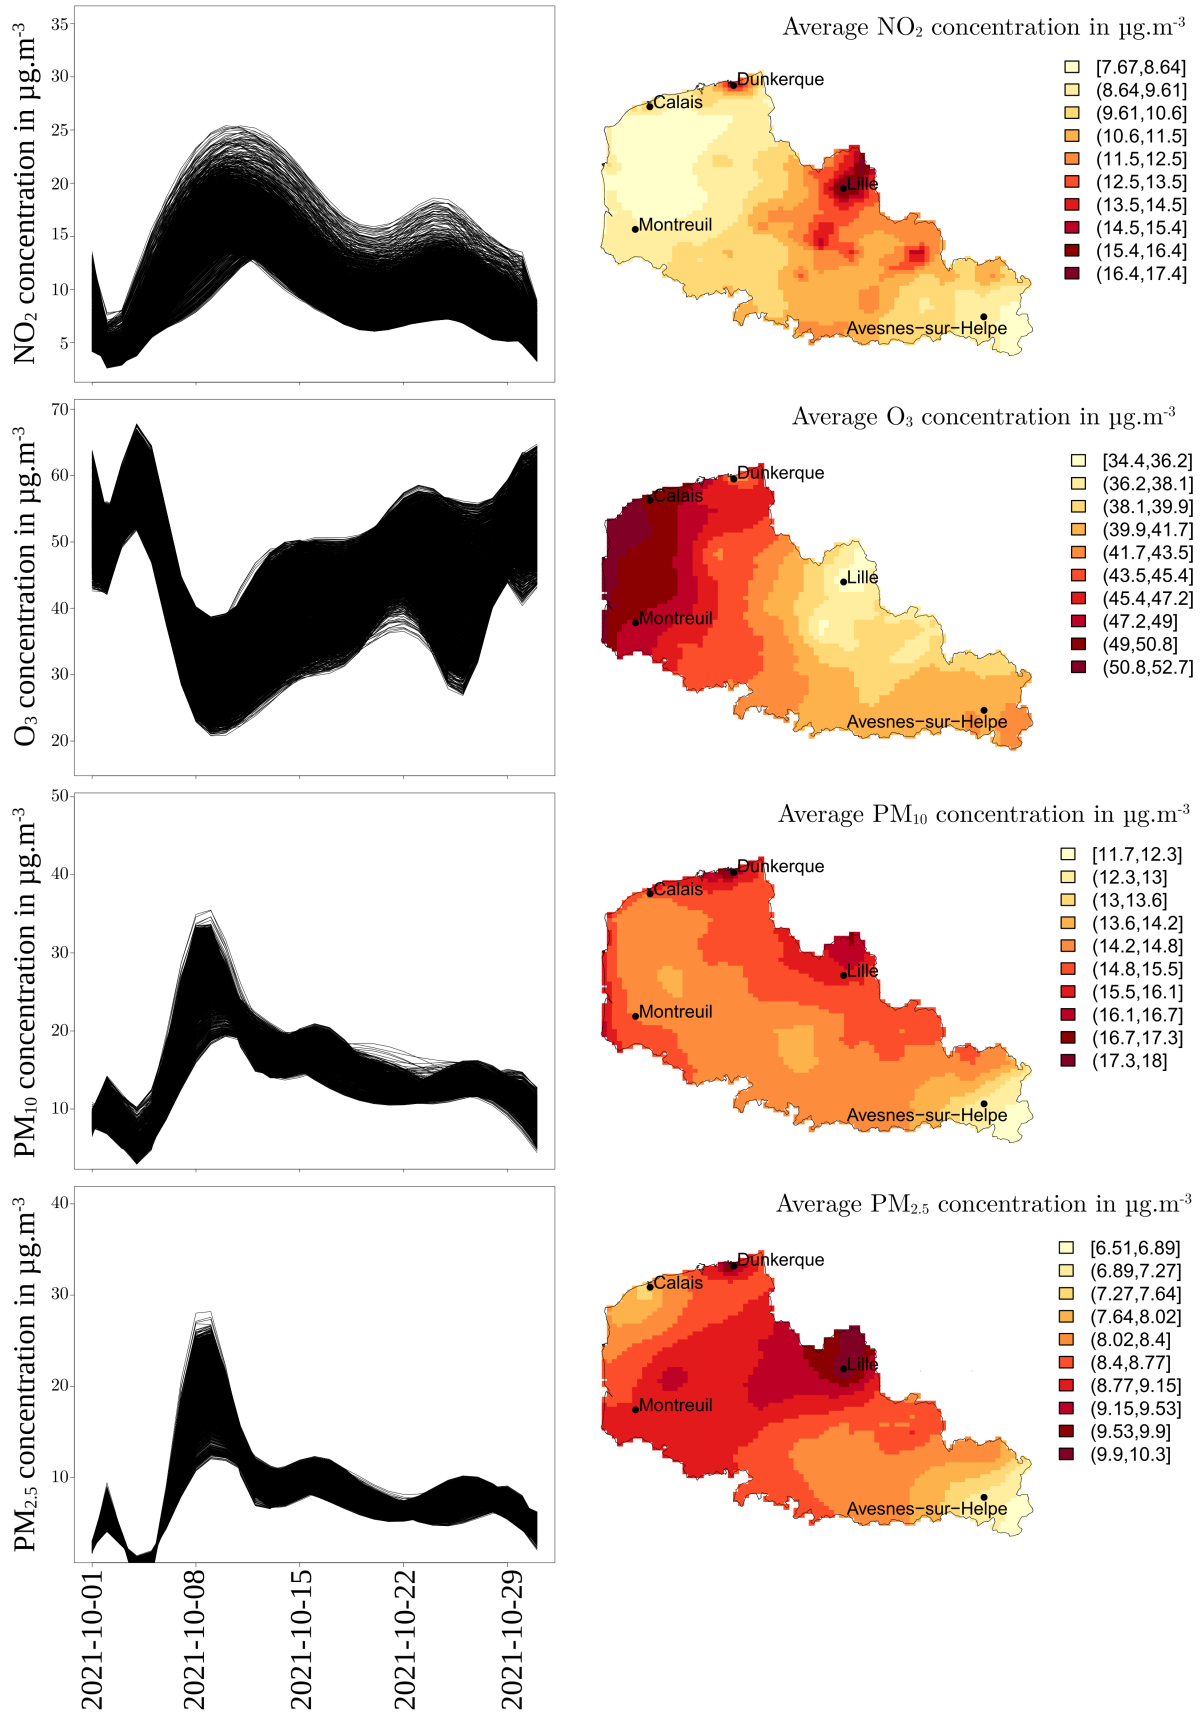 NO2 concentration in µg.m-3
35
30
25
20
15
10
5
Average NO2 concentration in µg.m-3
Dunkerque
Calais
Lille
Montreuil
Avesnes−sur−Helpe
[7.67,8.64]
(8.64,9.61]
(9.61,10.6]
(10.6,11.5]
(11.5,12.5]
(12.5,13.5]
(13.5,14.5]
(14.5,15.4]
(15.4,16.4]
(16.4,17.4]
O3 concentration in µg.m-3
70
60
50
40
30
20
Average O3 concentration in µg.m-3
Dunkerque
Calais
Lille
Montreuil
Avesnes−sur−Helpe
[34.4,36.2]
(36.2,38.1]
(38.1,39.9]
(39.9,41.7]
(41.7,43.5]
(43.5,45.4]
(45.4,47.2]
(47.2,49]
(49,50.8]
(50.8,52.7]
PM10 concentration in µg.m-3
50
40
30
20
10
Average PM10 concentration in µg.m-3
Dunkerque
Calais
Lille
Montreuil
Avesnes−sur−Helpe
[11.7,12.3]
(12.3,13]
(13,13.6]
(13.6,14.2]
(14.2,14.8]
(14.8,15.5]
(15.5,16.1]
(16.1,16.7]
(16.7,17.3]
(17.3,18]
PM2.5 concentration in µg.m-3
40
30
20
10
2021-10-01
2021-10-08
2021-10-15
2021-10-22
2021-10-29
Average PM2.5 concentration in µg.m-3
Dunkerque
Calais
Lille
Montreuil
Avesnes−sur−Helpe
[6.51,6.89]
(6.89,7.27]
(7.27,7.64]
(7.64,8.02]
(8.02,8.4]
(8.4,8.77]
(8.77,9.15]
(9.15,9.53]
(9.53,9.9]
(9.9,10.3]